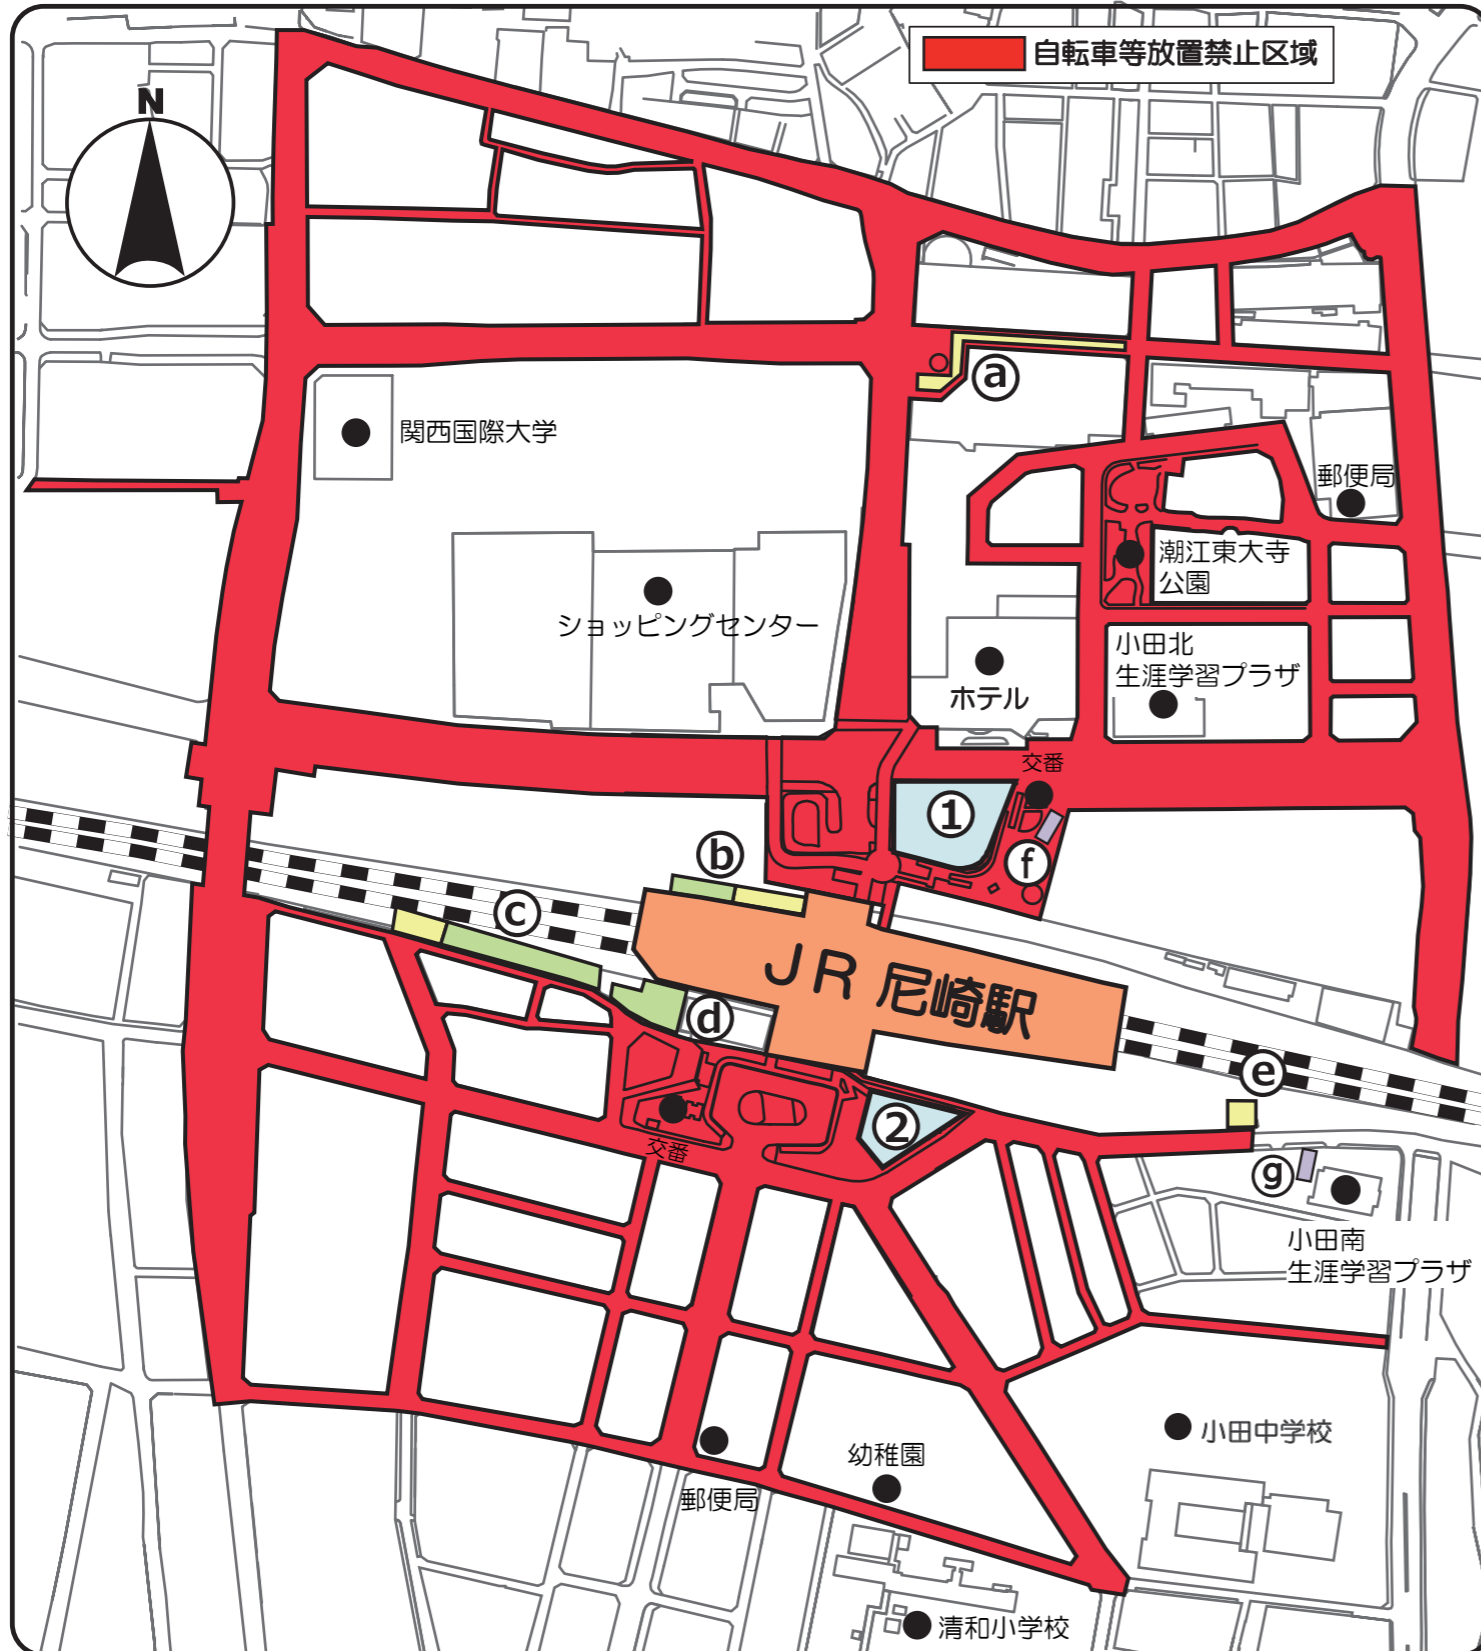 自転車等放置禁止区域
N
ⓐ
関西国際大学
郵便局
潮江東大寺
公園
ショッピングセンター
小田北
生涯学習プラザ
ホテル
交番
①
ⓑ
ⓕ
ⓒ
JR 尼崎駅
ⓓ
ⓔ
②
交番
ⓖ
小田南
生涯学習プラザ
小田中学校
幼稚園
郵便局
清和小学校